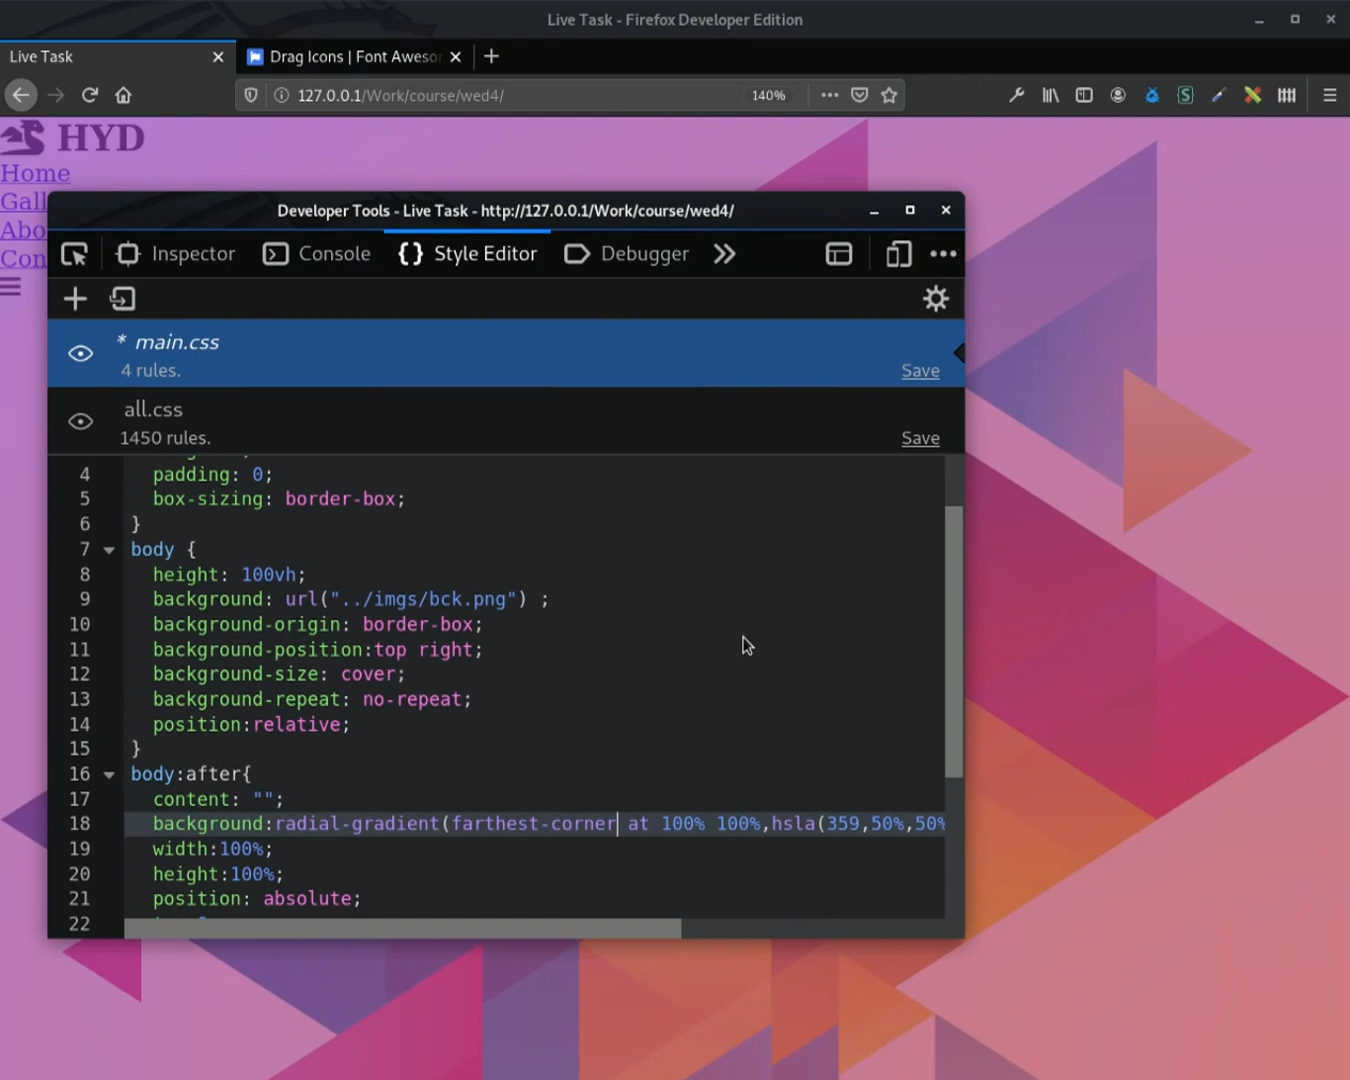 Live Task - Firefox Developer Edition
Live Task
Drag Icons | Font Aweso
127.0.0.1/Work/course/wed4/
140%
HYD
Home
Gall
Abo
Con
Developer Tools - Live Task - http://127.0.0.1/Work/course/wed4/
Inspector
Console
{} Style Editor
Debugger
* main.css
4 rules.
Save
all.css
1450 rules.
Save
4 padding: 0;
5 box-sizing: border-box;
6 }
7 body {
8 height: 100vh;
9 background: url("../imgs/bck.png") ;
10 background-origin: border-box;
11 background-position:top right;
12 background-size: cover;
13 background-repeat: no-repeat;
14 position:relative;
15 }
16 body:after{
17 content: "";
18 background:radial-gradient(farthest-corner at 100% 100%,hsla(359,50%,50%
19 width:100%;
20 height:100%;
21 position: absolute;
22